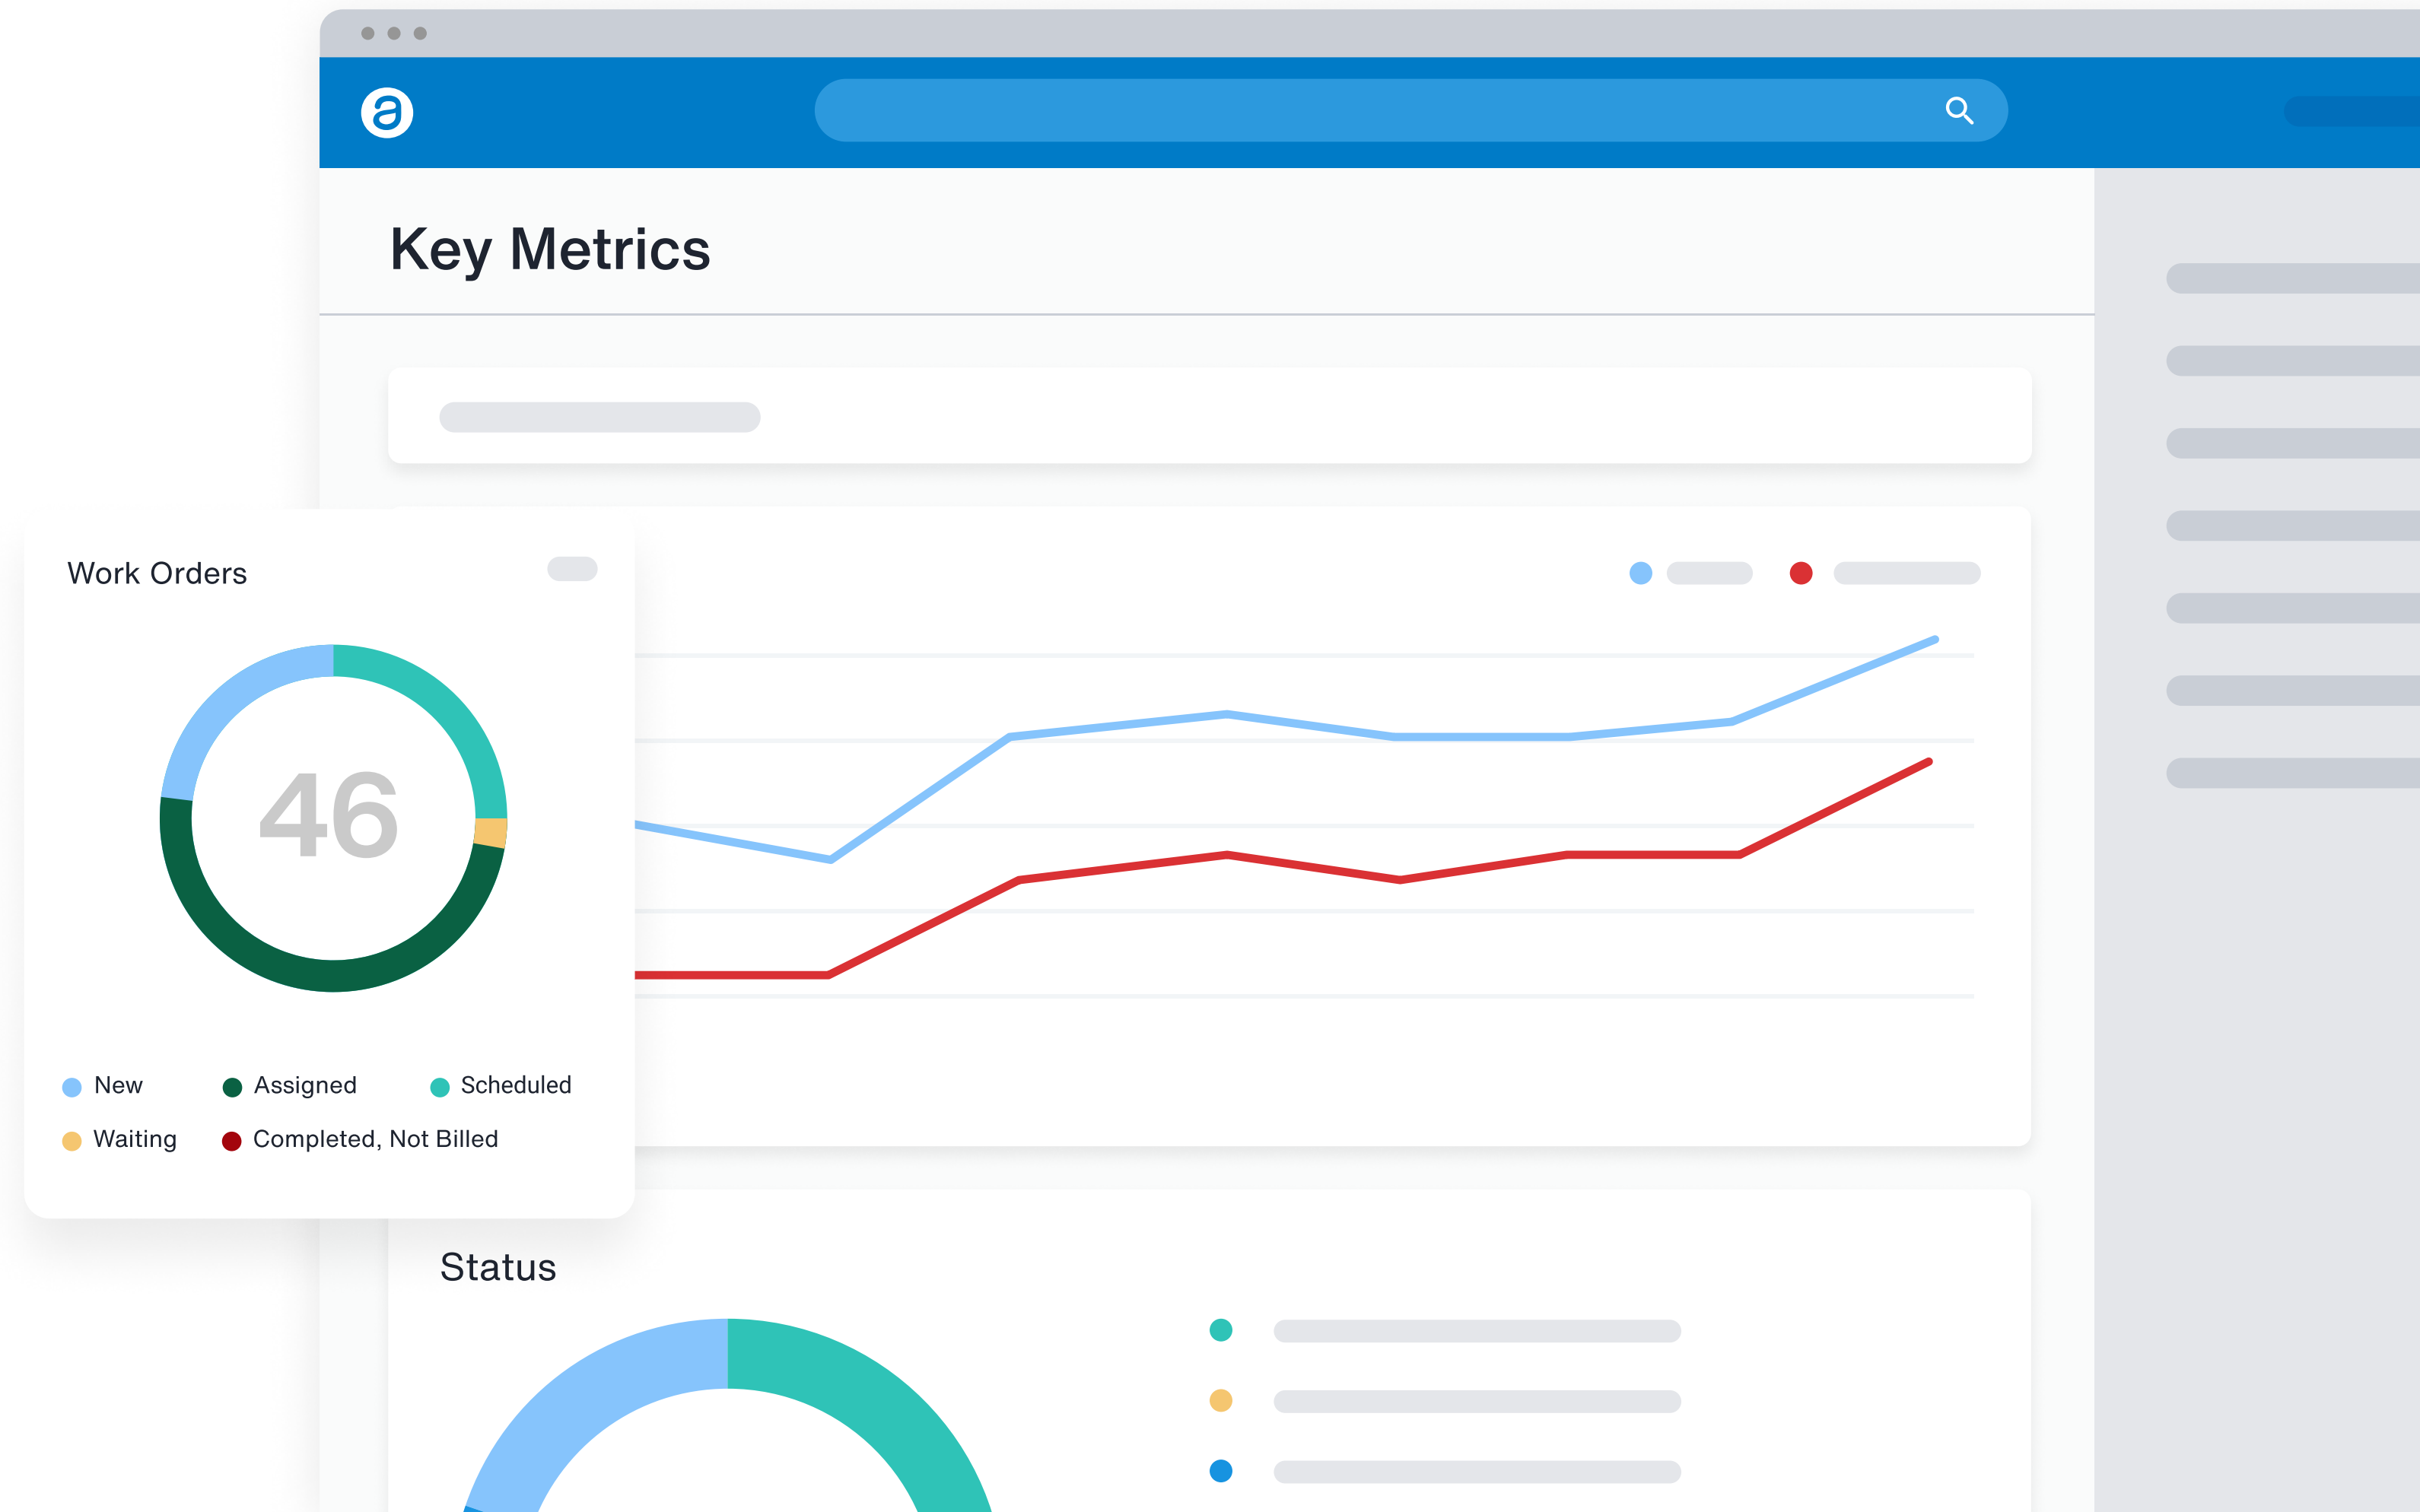 Key Metrics
Work Orders
46
New
Assigned
Scheduled
Waiting
Completed, Not Billed
Status